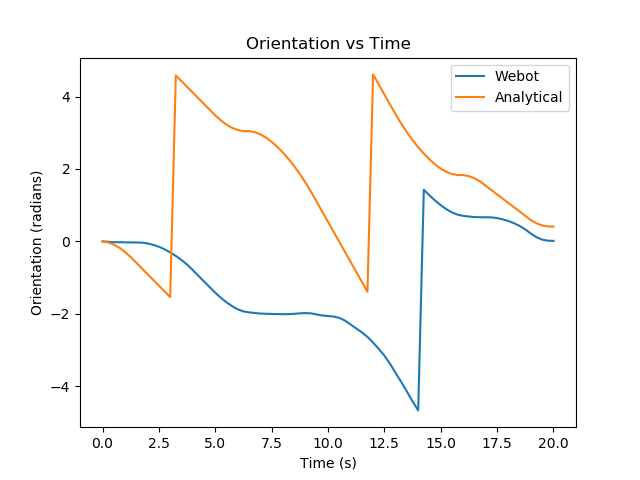 Orientation vs Time
Webot
Analytical
Orientation (radians)
4
2
0
−2
−4
0.0 2.5 5.0 7.5 10.0 12.5 15.0 17.5 20.0
Time (s)